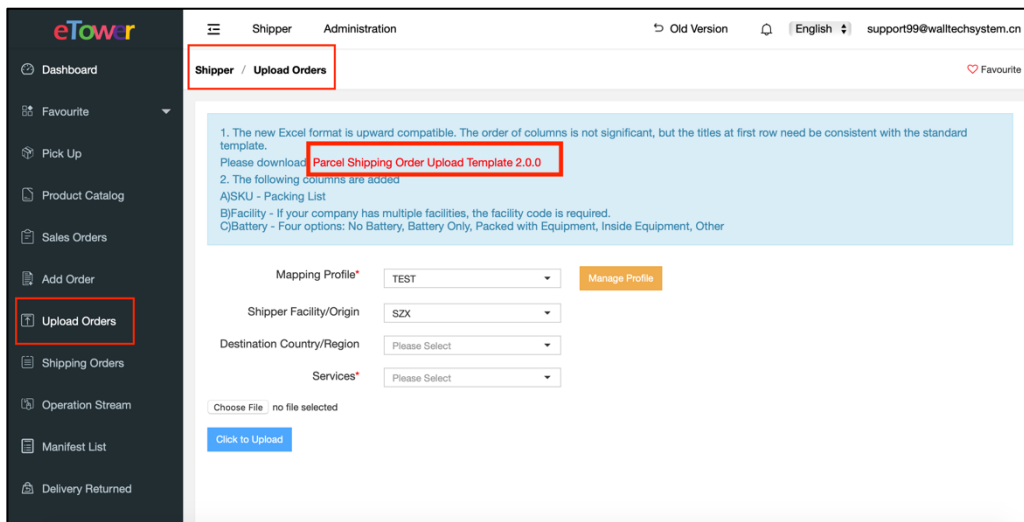 eTower
Shipper
Administration
Old Version
English
support99@walltechsystem.cn
Dashboard
Favourite
Pick Up
Product Catalog
Sales Orders
Add Order
Upload Orders
Shipping Orders
Operation Stream
Manifest List
Delivery Returned
Shipper / Upload Orders
Favourite
1. The new Excel format is upward compatible. The order of columns is not significant, but the titles at first row need be consistent with the standard
template.
Please download Parcel Shipping Order Upload Template 2.0.0
2. The following columns are added
A)SKU - Packing List
B)Facility - If your company has multiple facilities, the facility code is required.
C)Battery - Four options: No Battery, Battery Only, Packed with Equipment, Inside Equipment, Other
Mapping Profile* TEST Manage Profile
Shipper Facility/Origin SZX
Destination Country/Region Please Select
Services* Please Select
Choose File no file selected
Click to Upload